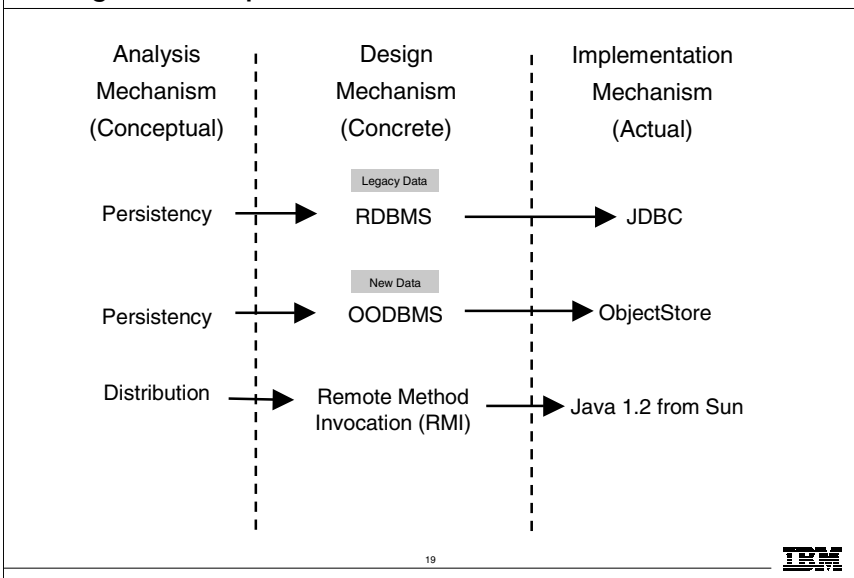 Analysis
Mechanism
(Conceptual)
Design
Mechanism
(Concrete)
Implementation
Mechanism
(Actual)
Legacy Data
Persistency
RDBMS
JDBC
New Data
Persistency
OODBMS
ObjectStore
Distribution
Remote Method
Invocation (RMI)
Java 1.2 from Sun
19
IBM